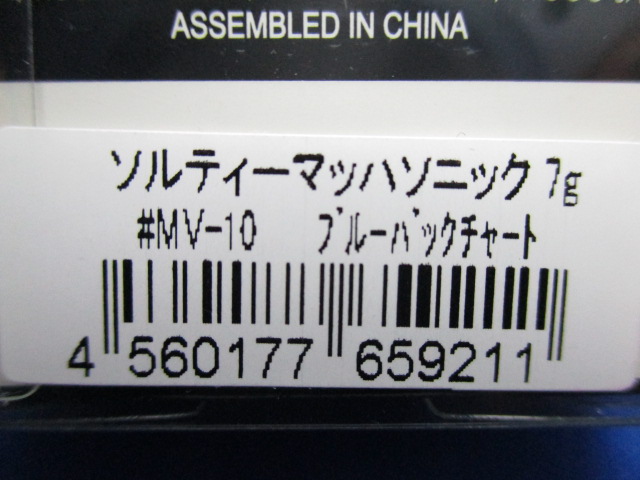 ASSEMBLED IN CHINA
ソルティーマッハソニック 7g
#MV-10 ブルーバックチャート
4 560177 659211